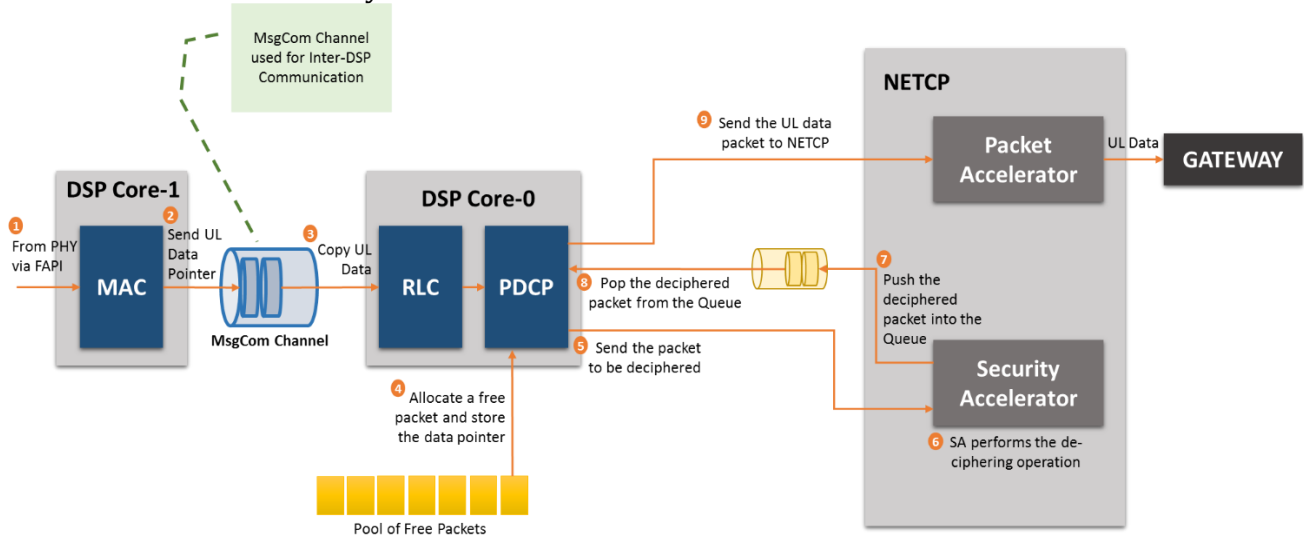 MsgCom Channel
used for Inter-DSP
Communication
NETCP
9 Send the UL data
packet to NETCP
Packet
Accelerator
UL Data
GATEWAY
DSP Core-1
DSP Core-0
1
From PHY
via FAPI
MAC
2
Send UL
Data
Pointer
MsgCom Channel
3 Copy UL
Data
RLC
PDCP
8 Pop the deciphered
packet from the Queue
7
Push the
deciphered
packet into the
Queue
5 Send the packet
to be deciphered
Security
Accelerator
4 Allocate a free
packet and store
the data pointer
6 SA performs the de-
ciphering operation
Pool of Free Packets